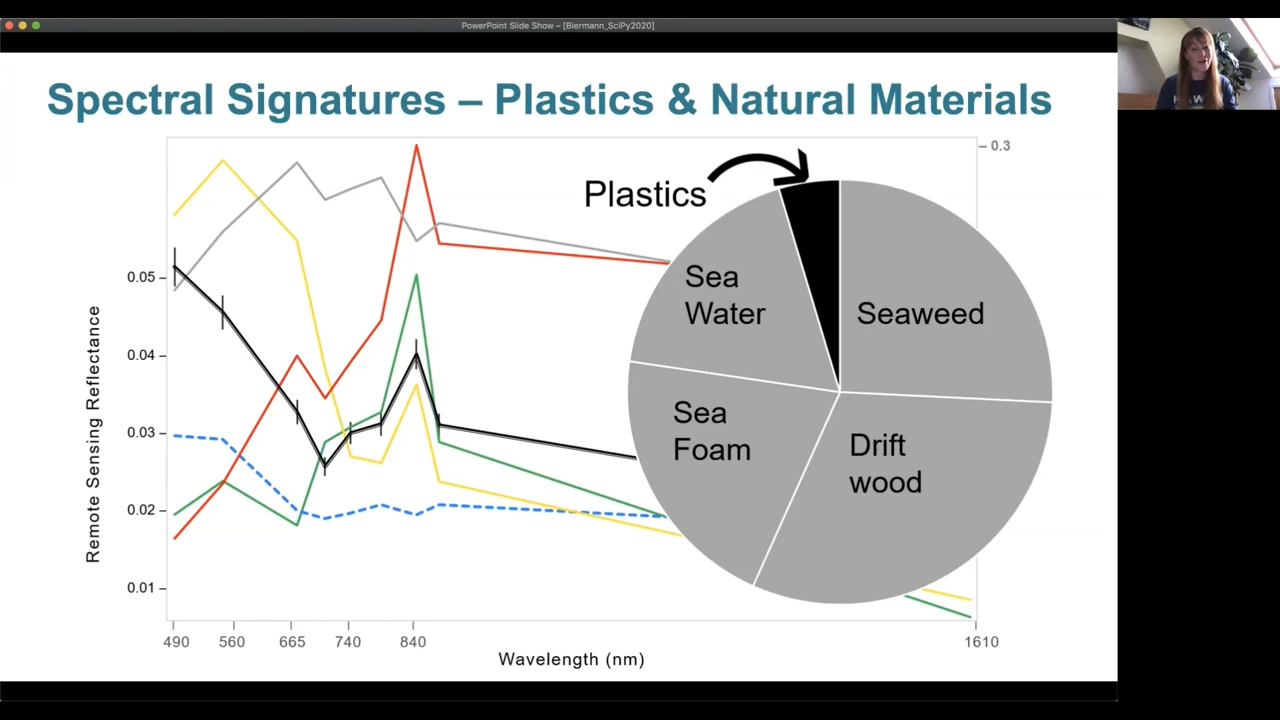 PowerPoint Slide Show – [Biermann_SciPy2020]
Spectral Signatures – Plastics & Natural Materials
– 0.3
Plastics
Sea
Water
Seaweed
Sea
Foam
Drift
wood
0.05
0.04
0.03
0.02
0.01
Remote Sensing Reflectance
490 560 665 740 840 1610
Wavelength (nm)